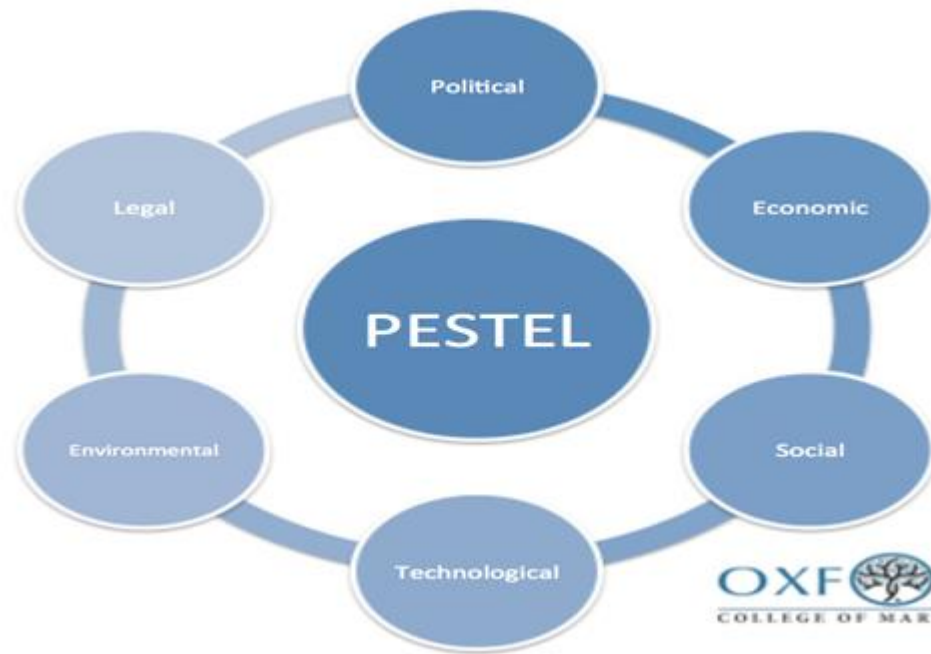 Political
Economic
Social
Technological
Environmental
Legal
PESTEL
OXF
COLLEGE OF MAR